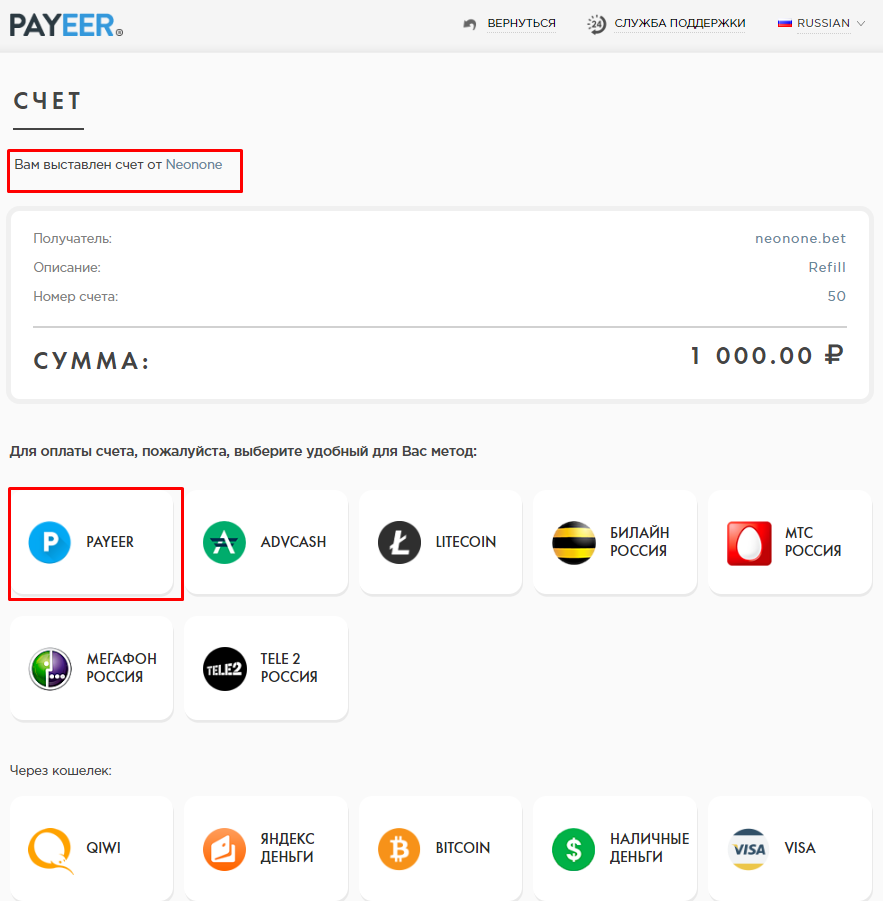 PAYEER®
ВЕРНУТЬСЯ
24
СЛУЖБА ПОДДЕРЖКИ
RUSSIAN
СЧЕТ
Вам выставлен счет от Neonone
Получатель: neonone.bet
Описание: Refill
Номер счета: 50
СУММА: 1 000.00 ₽
Для оплаты счета, пожалуйста, выберите удобный для Вас метод:
P PAYEER
ADVCASH
LITECOIN
БИЛАЙН
РОССИЯ
МТС
РОССИЯ
МЕГАФОН
РОССИЯ
TELE2
TELE 2
РОССИЯ
Через кошелек:
QIWI
ЯНДЕКС
ДЕНЬГИ
BITCOIN
$
НАЛИЧНЫЕ
ДЕНЬГИ
VISA
VISA